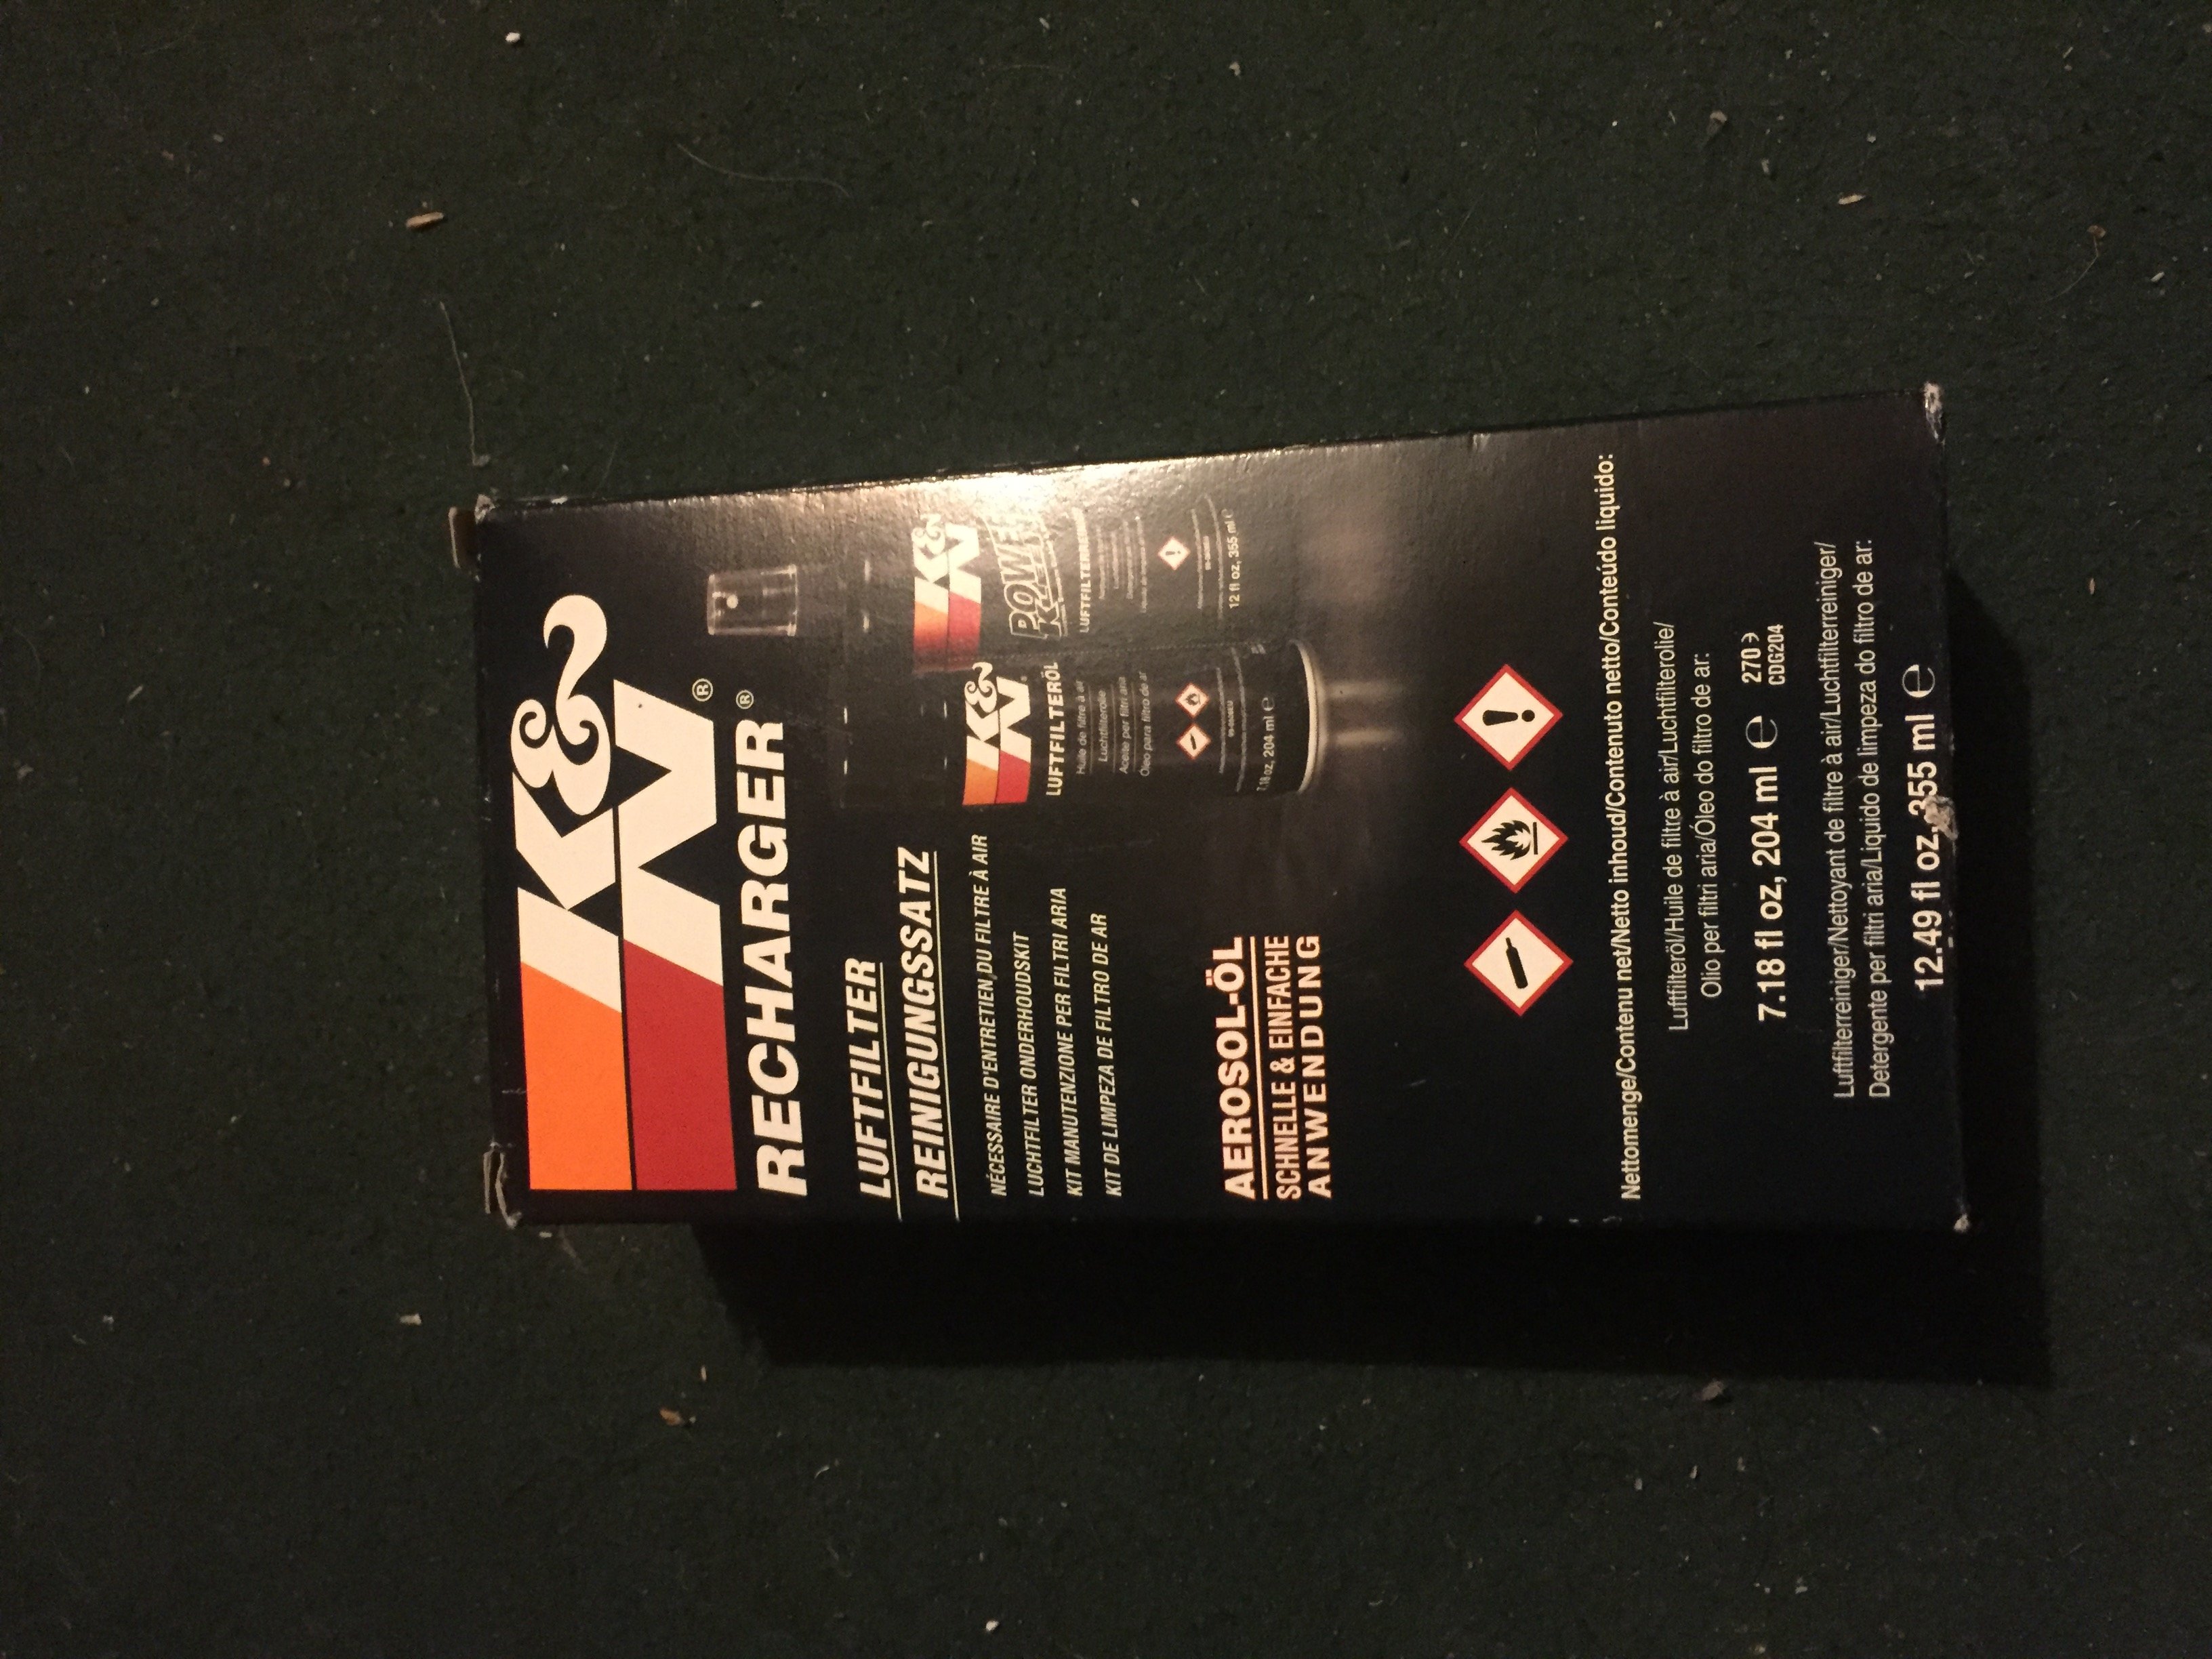 K&N®
RECHARGER®
LUFTFILTER
REINIGUNGSSATZ
NÉCESSAIRE D'ENTRETIEN DU FILTRE À AIR
LUCHTFILTER ONDERHOUDSKIT
KIT MANUTENZIONE PER FILTRI ARIA
KIT DE LIMPEZA DE FILTRO DE AR
AEROSOL-ÖL
SCHNELLE & EINFACHE
ANWENDUNG
K&N
LUFTFILTERÖL
Huile de filtre à air
Luchtfilterolie
Aceite per filtri aria
Óleo para filtro de ar
7.18 oz, 204 ml ℮
K&N
POWER
12 fl oz, 355 ml ℮
Nettomenge/Contenu net/Netto inhoud/Contenuto netto/Conteúdo liquido:
Luftfilteröl/Huile de filtre à air/Luchtfilterolie/
Olio per filtri aria/Óleo do filtro de ar:
7.18 fl oz, 204 ml ℮ 270 ϶
CDG204
Luftfilterreiniger/Nettoyant de filtre à air/Luchtfilterreiniger/
Detergente per filtri aria/Liquido de limpeza do filtro de ar:
12.49 fl oz, 355 ml ℮